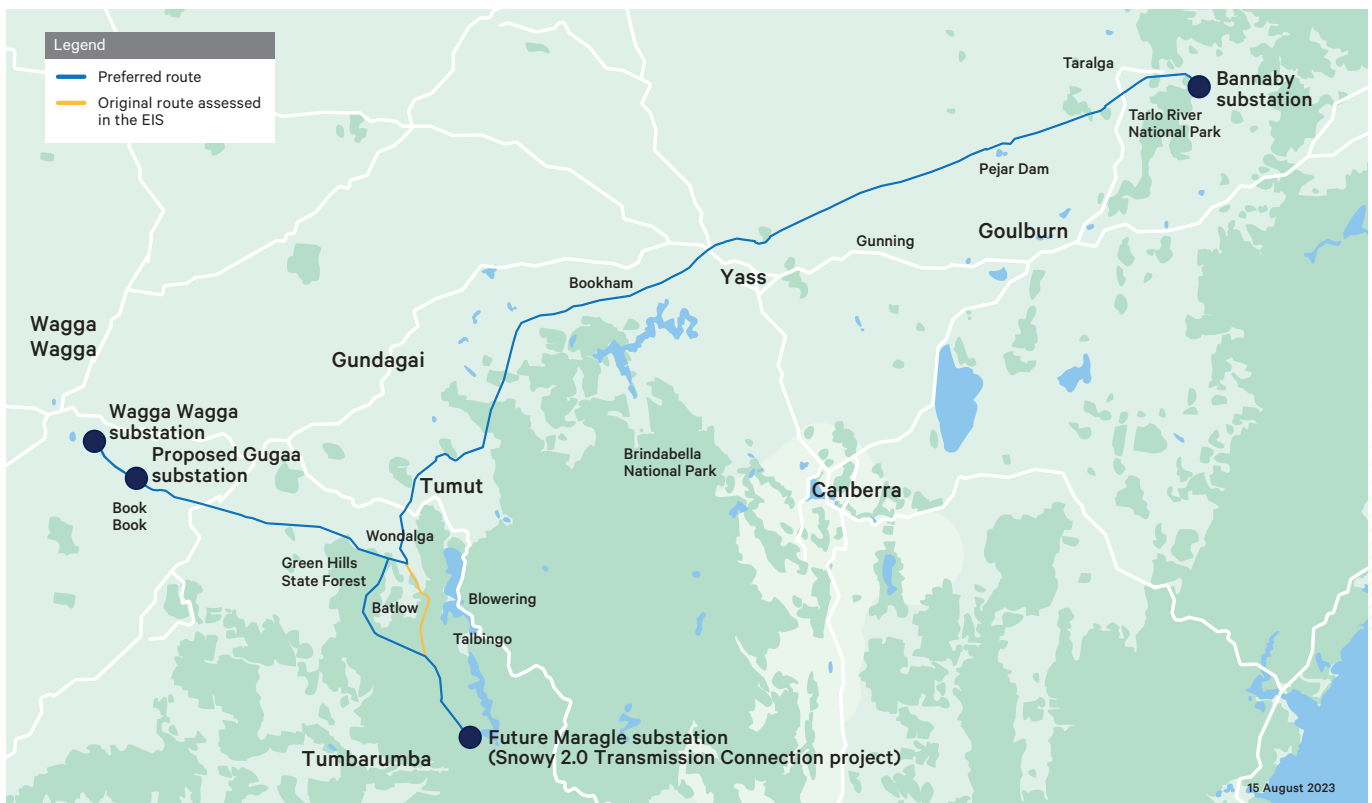 Legend
Preferred route
Original route assessed
in the EIS
Taralga
Bannaby
substation
Tarlo River
National Park
Pejar Dam
Goulburn
Gunning
Yass
Bookham
Wagga
Wagga
Gundagai
Wagga Wagga
substation
Proposed Gugaa
substation
Brindabella
National Park
Tumut
Canberra
Book
Book
Wondalga
Green Hills
State Forest
Batlow
Blowering
Talbingo
Future Maragle substation
(Snowy 2.0 Transmission Connection project)
Tumbarumba
15 August 2023